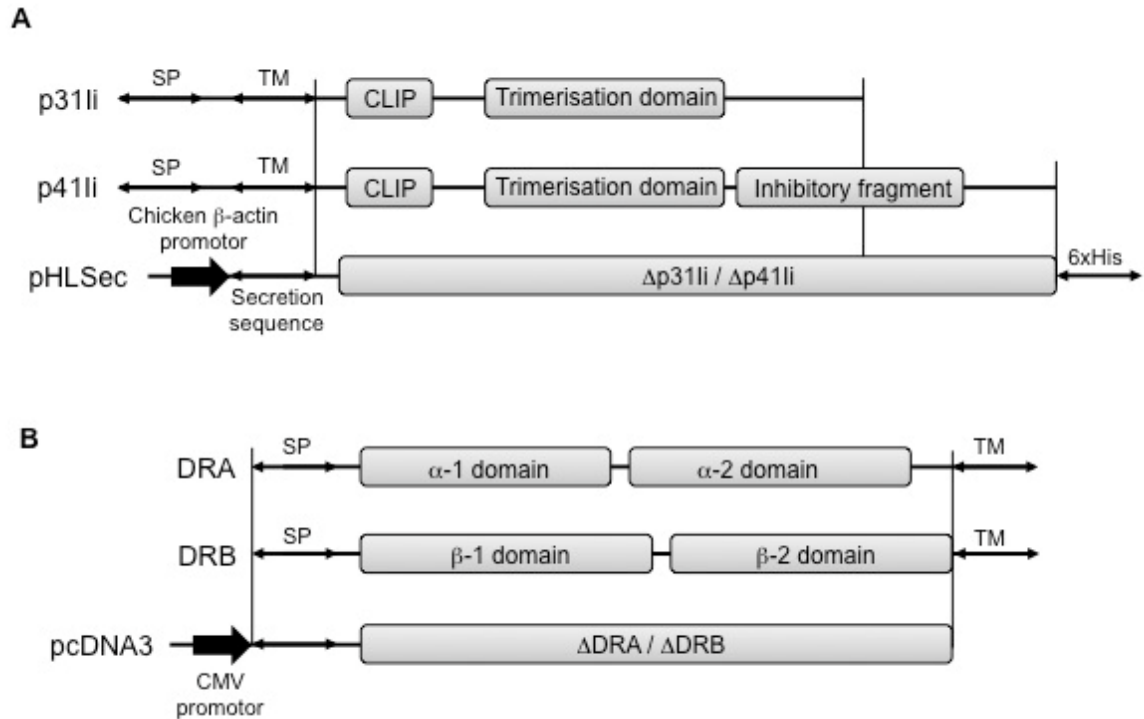 A
SP TM
p31Ii CLIP Trimerisation domain
SP TM
p41Ii CLIP Trimerisation domain Inhibitory fragment
Chicken β-actin
promotor
pHLSec Δp31Ii / Δp41Ii 6xHis
Secretion
sequence
B
SP TM
DRA α-1 domain α-2 domain
SP TM
DRB β-1 domain β-2 domain
pcDNA3 ΔDRA / ΔDRB
CMV
promotor